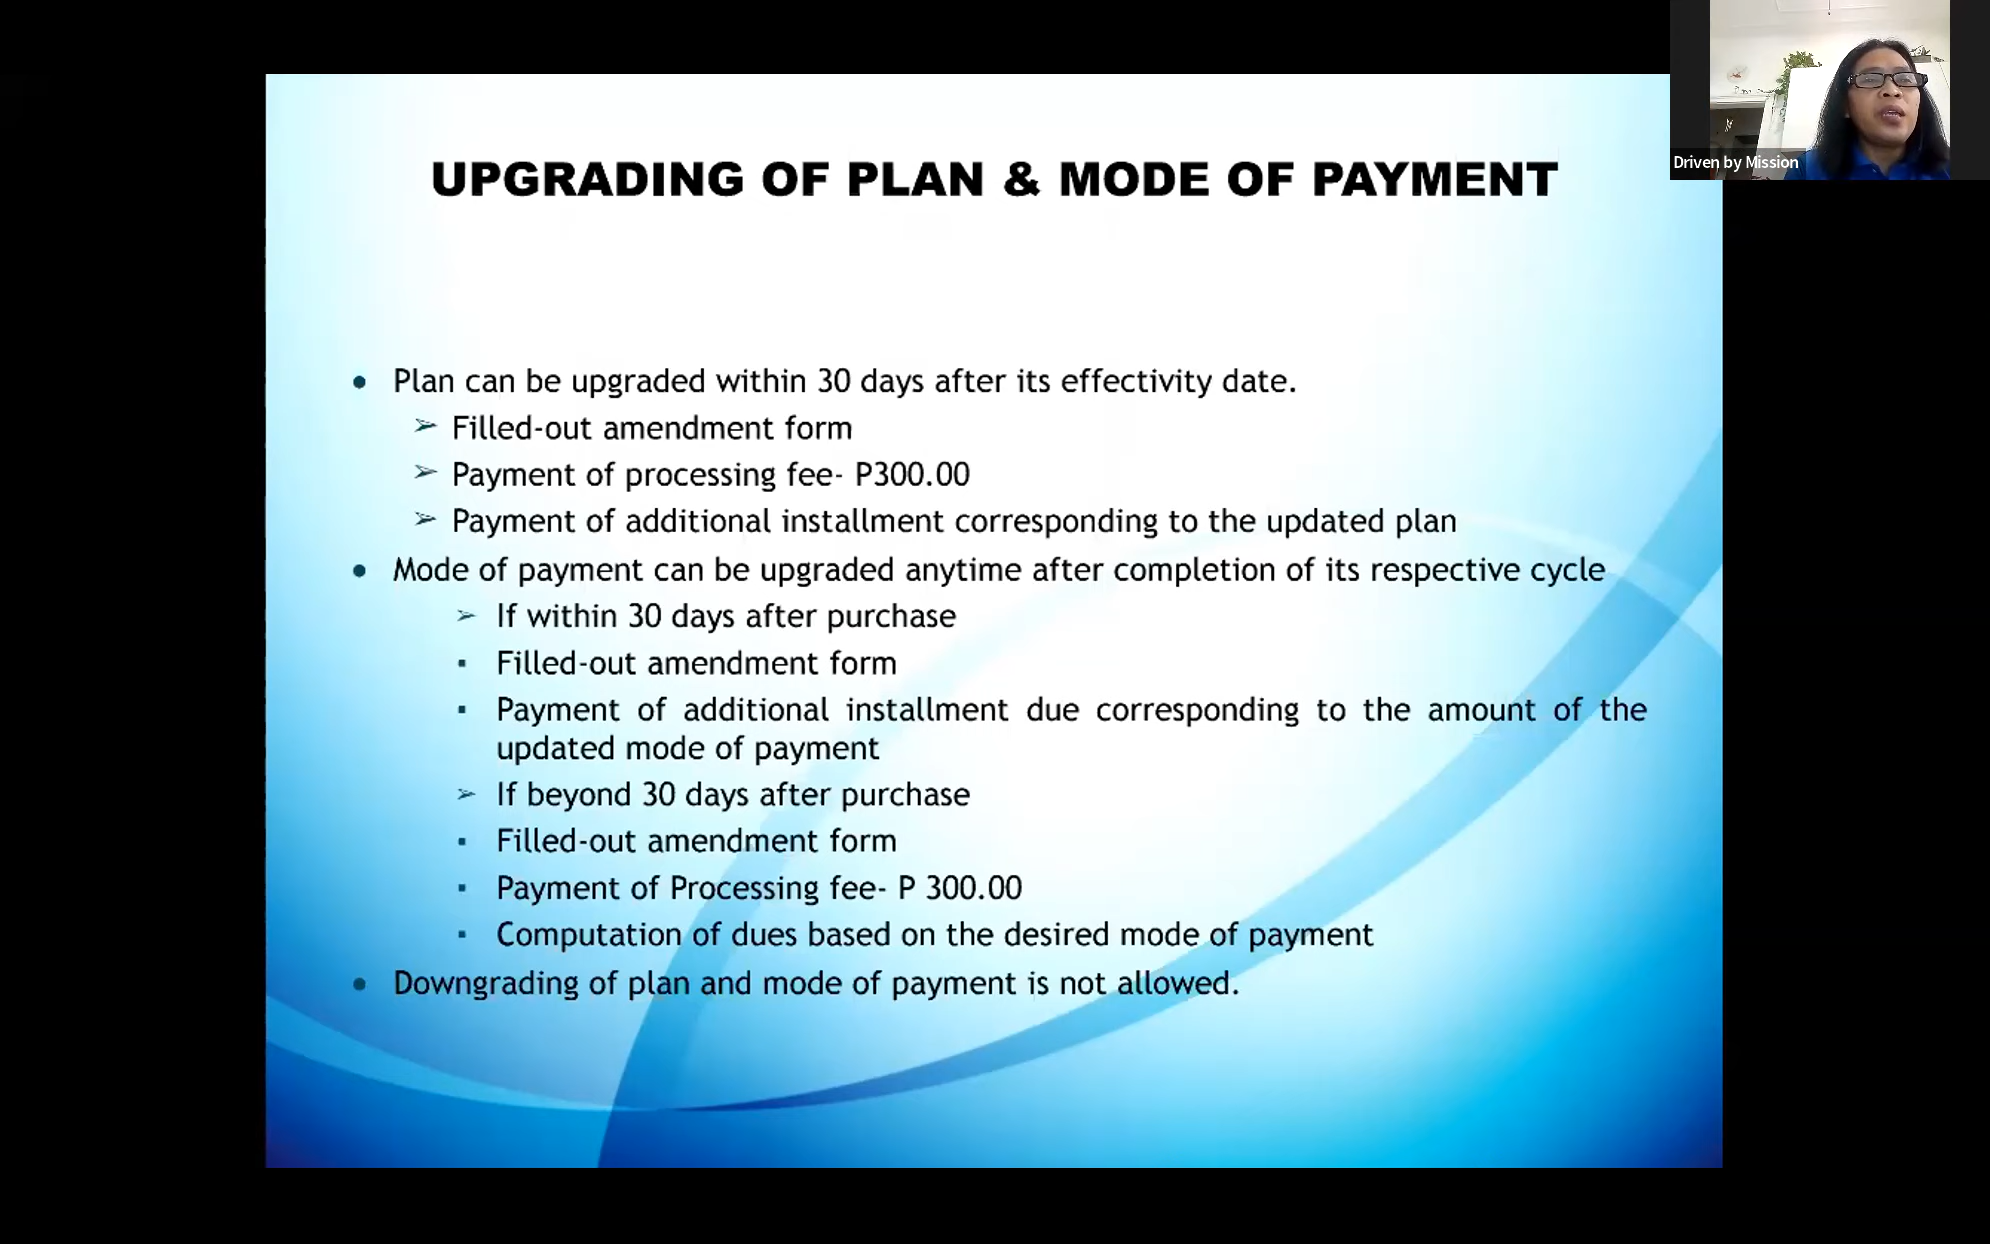 UPGRADING OF PLAN & MODE OF PAYMENT
Driven by Mission
• Plan can be upgraded within 30 days after its effectivity date.
➢ Filled-out amendment form
➢ Payment of processing fee- P300.00
➢ Payment of additional installment corresponding to the updated plan
• Mode of payment can be upgraded anytime after completion of its respective cycle
➢ If within 30 days after purchase
▪ Filled-out amendment form
▪ Payment of additional installment due corresponding to the amount of the
updated mode of payment
➢ If beyond 30 days after purchase
▪ Filled-out amendment form
▪ Payment of Processing fee- P 300.00
▪ Computation of dues based on the desired mode of payment
• Downgrading of plan and mode of payment is not allowed.